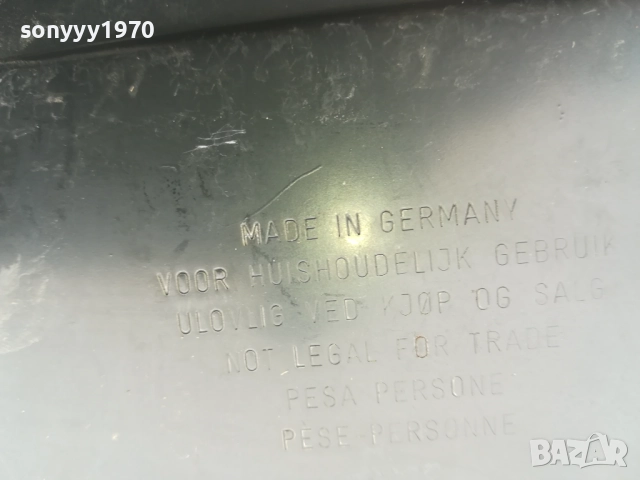 sonyyy1970
MADE IN GERMANY
VOOR HUISHOUDELIJK GEBRUIK
ULOVLIG VED KJØP OG SALG
NOT LEGAL FOR TRADE
PESA PERSONE
PESE-PERSONNE
BAZAR